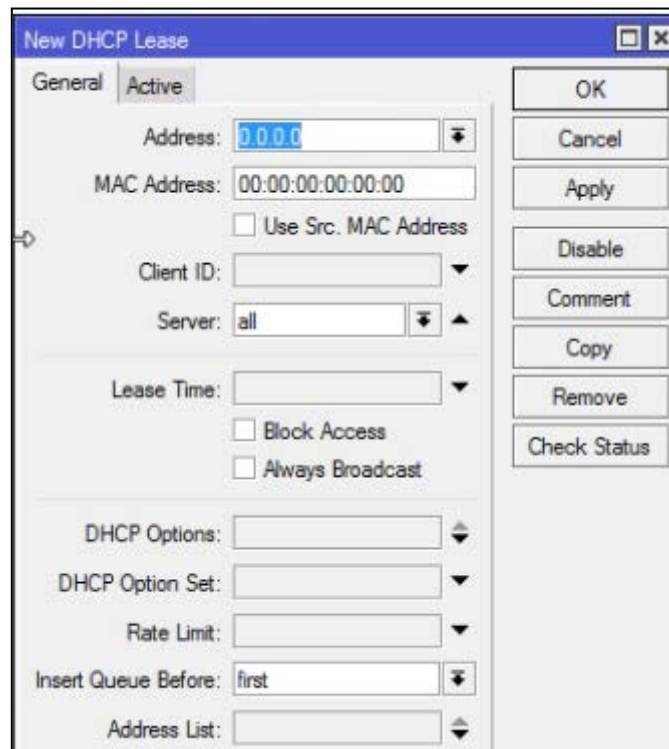 New DHCP Lease
General Active
Address: 0.0.0.0
MAC Address: 00:00:00:00:00:00
Use Src. MAC Address
Client ID:
Server: all
Lease Time:
Block Access
Always Broadcast
DHCP Options:
DHCP Option Set:
Rate Limit:
Insert Queue Before: first
Address List:
OK
Cancel
Apply
Disable
Comment
Copy
Remove
Check Status